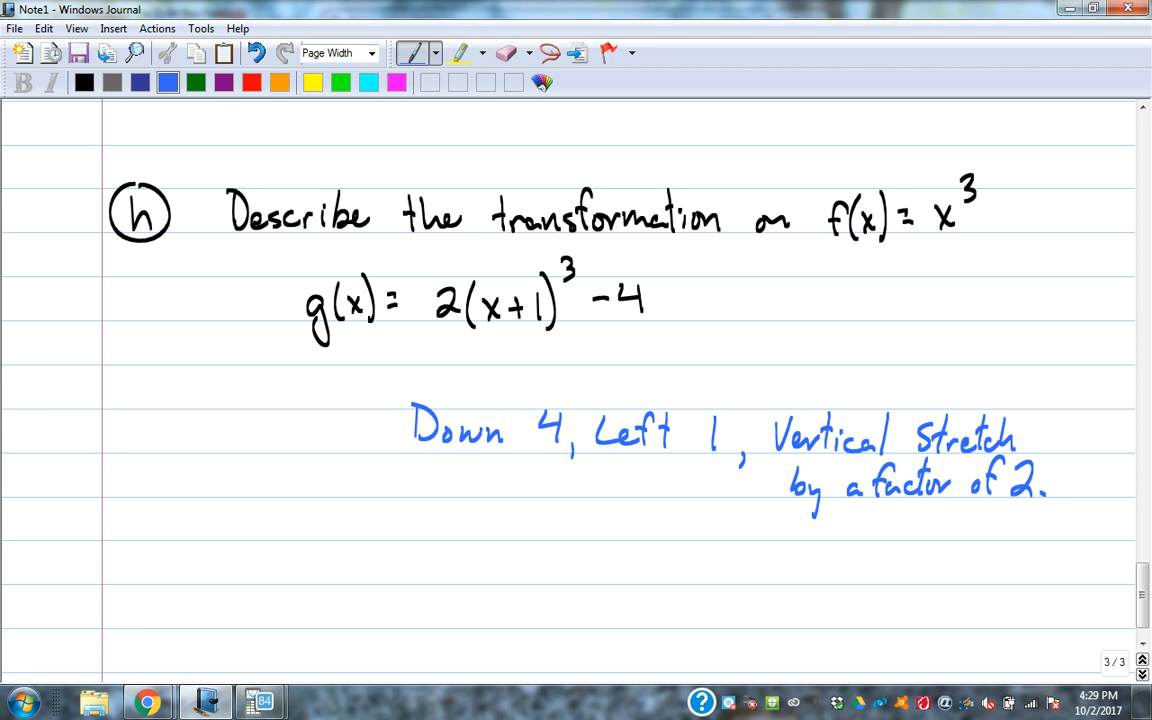 Note1 - Windows Journal
File Edit View Insert Actions Tools Help
Page Width
B I
h Describe the transformation on f(x) = x³
g(x) = 2(x+1)³ - 4
Down 4, Left 1, Vertical Stretch
by a factor of 2.
3 / 3
84
4:29 PM
10/2/2017